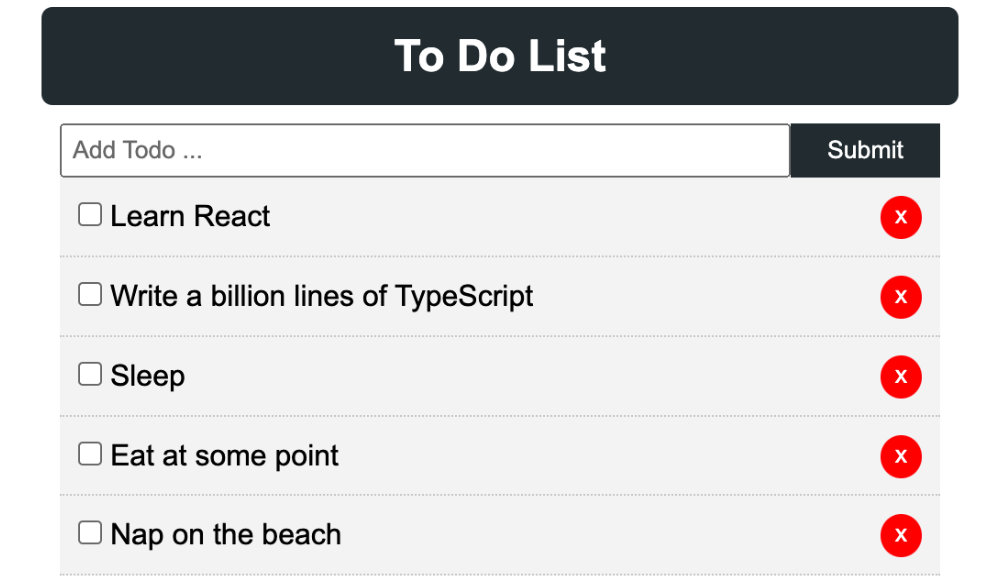 To Do List
Add Todo ... Submit
Learn React x
Write a billion lines of TypeScript x
Sleep x
Eat at some point x
Nap on the beach x